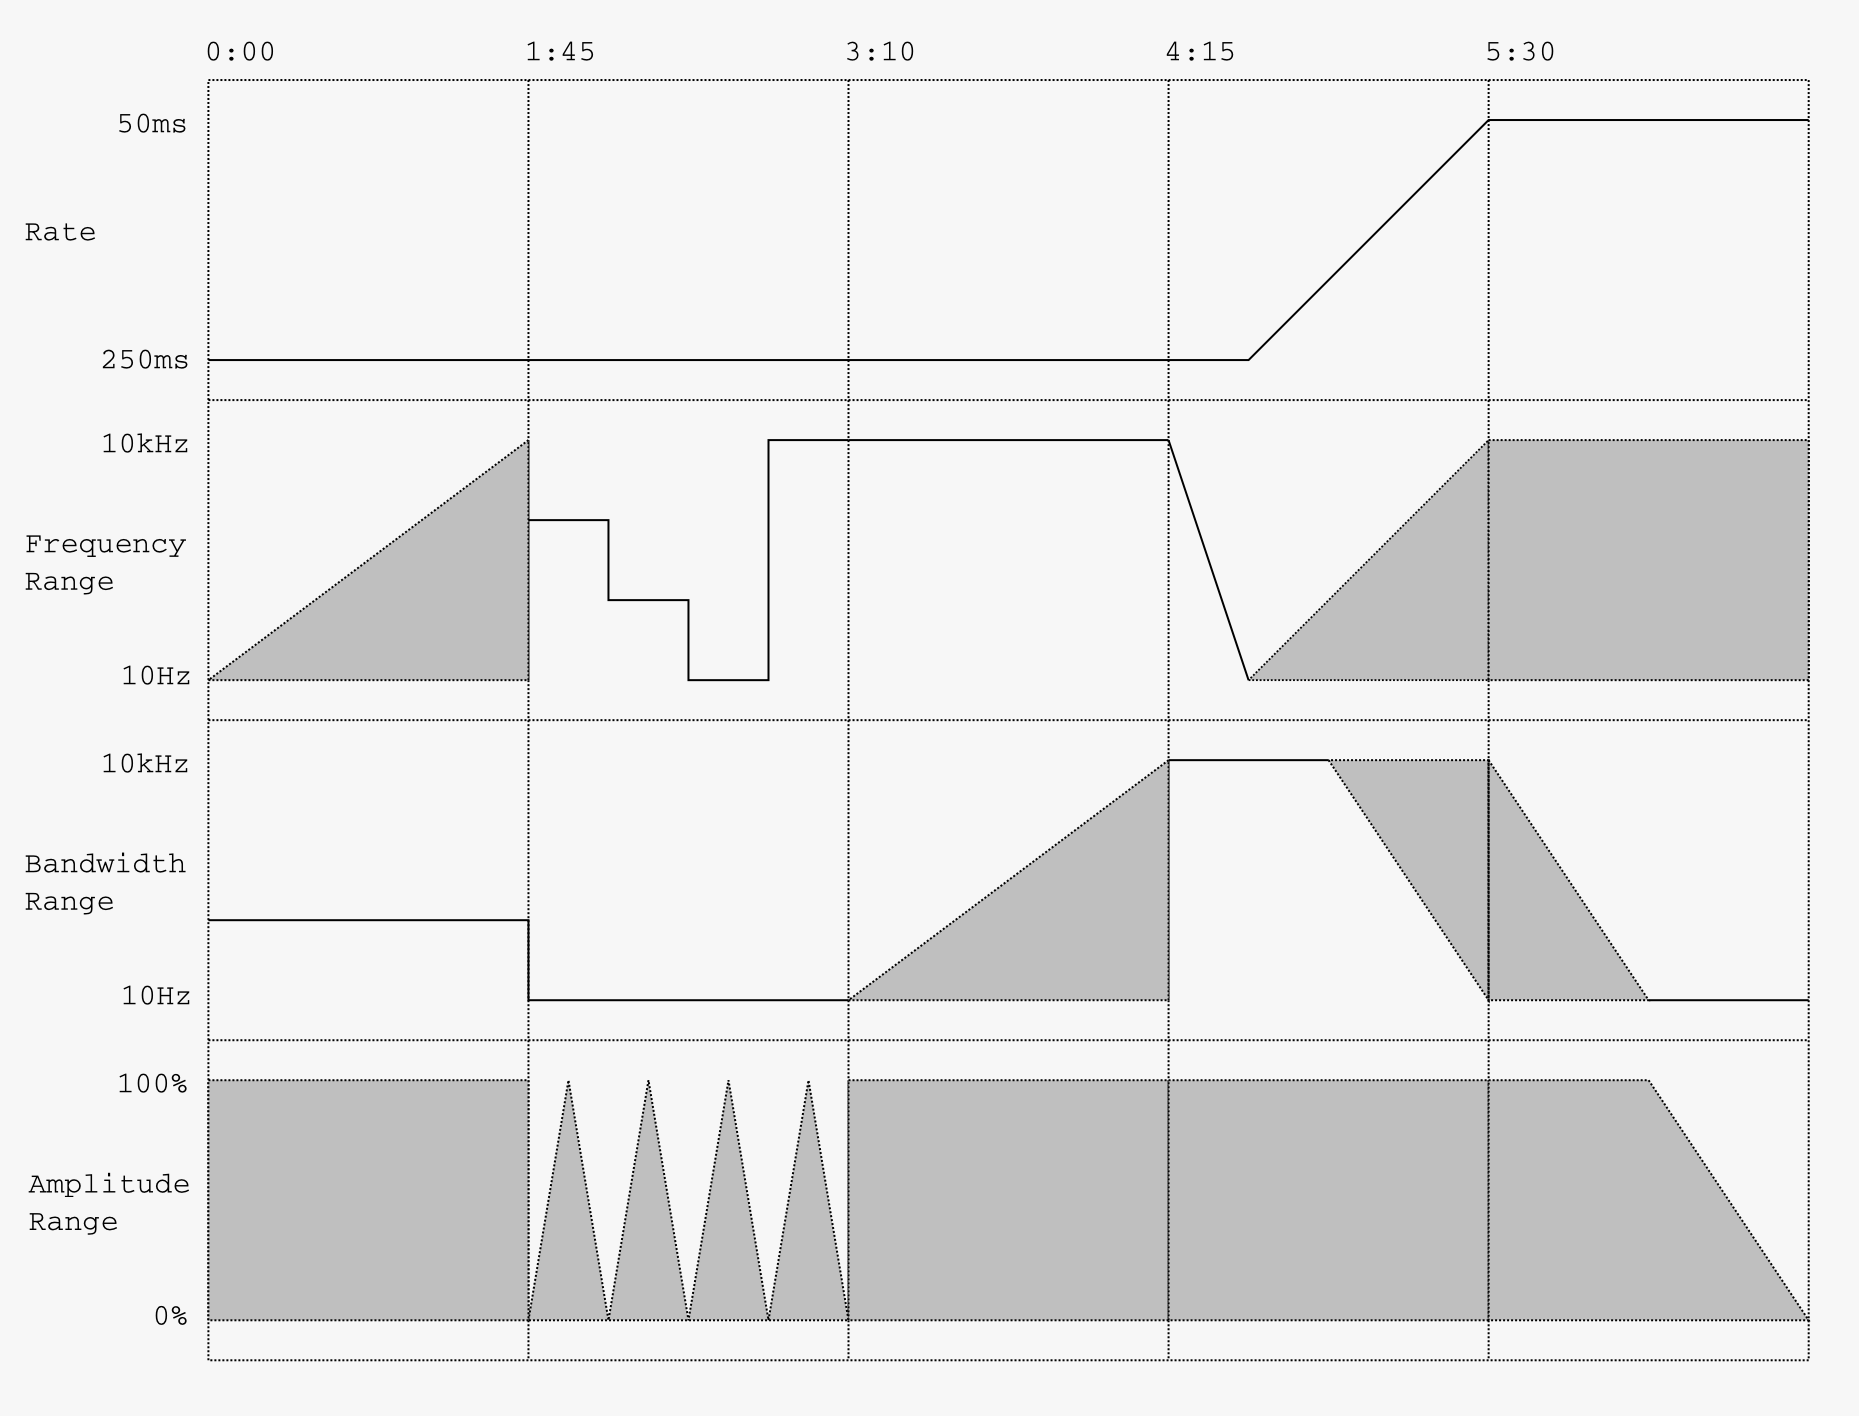 0:00 1:45 3:10 4:15 5:30
50ms
Rate
250ms
10kHz
Frequency
Range
10Hz
10kHz
Bandwidth
Range
10Hz
100%
Amplitude
Range
0%